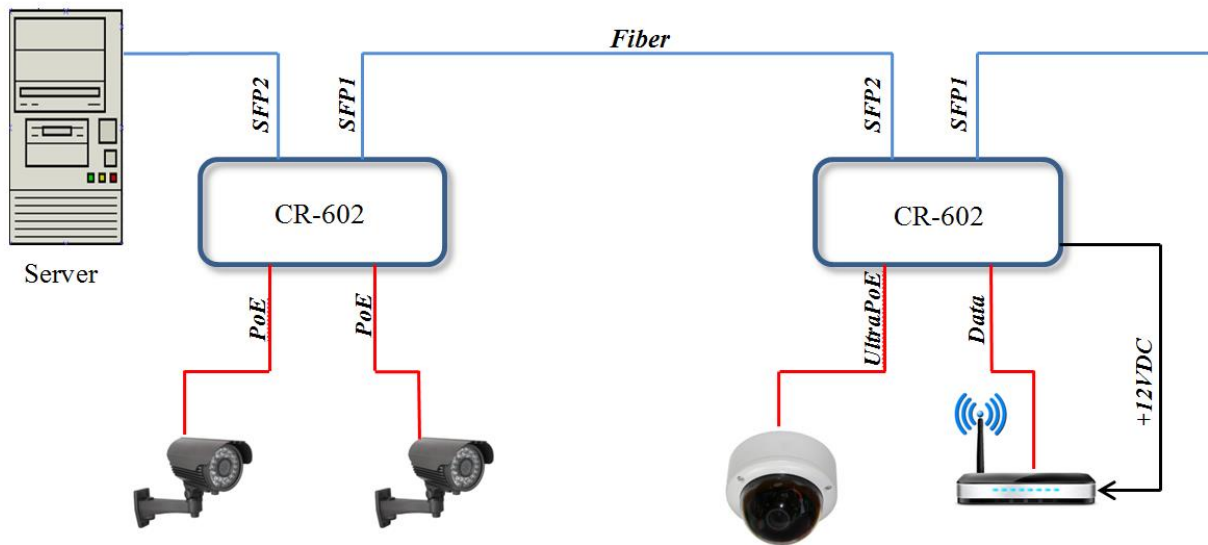 Fiber
SFP2
SFP1
SFP2
SFP1
CR-602
CR-602
Server
PoE
PoE
UltraPoE
Data
+12VDC